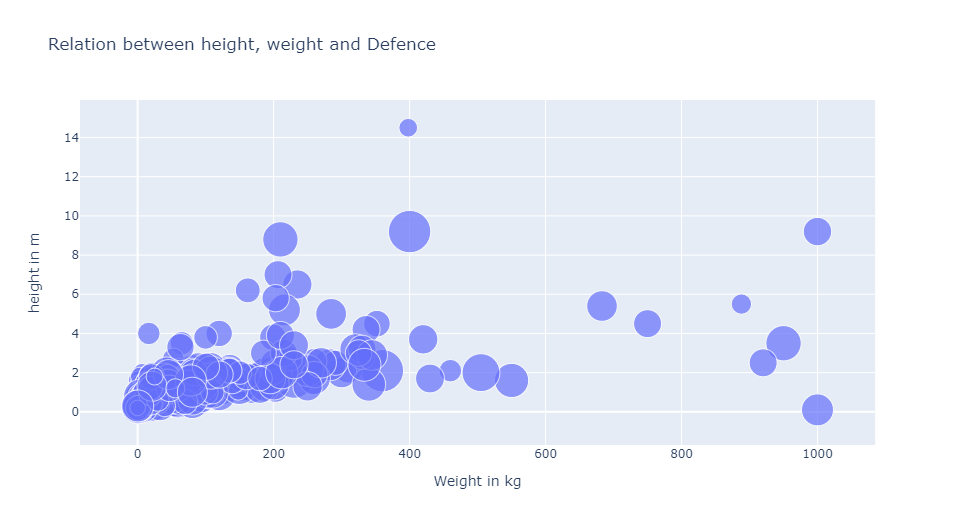 Relation between height, weight and Defence
14
12
10
8
6
4
2
0
height in m
0 200 400 600 800 1000
Weight in kg